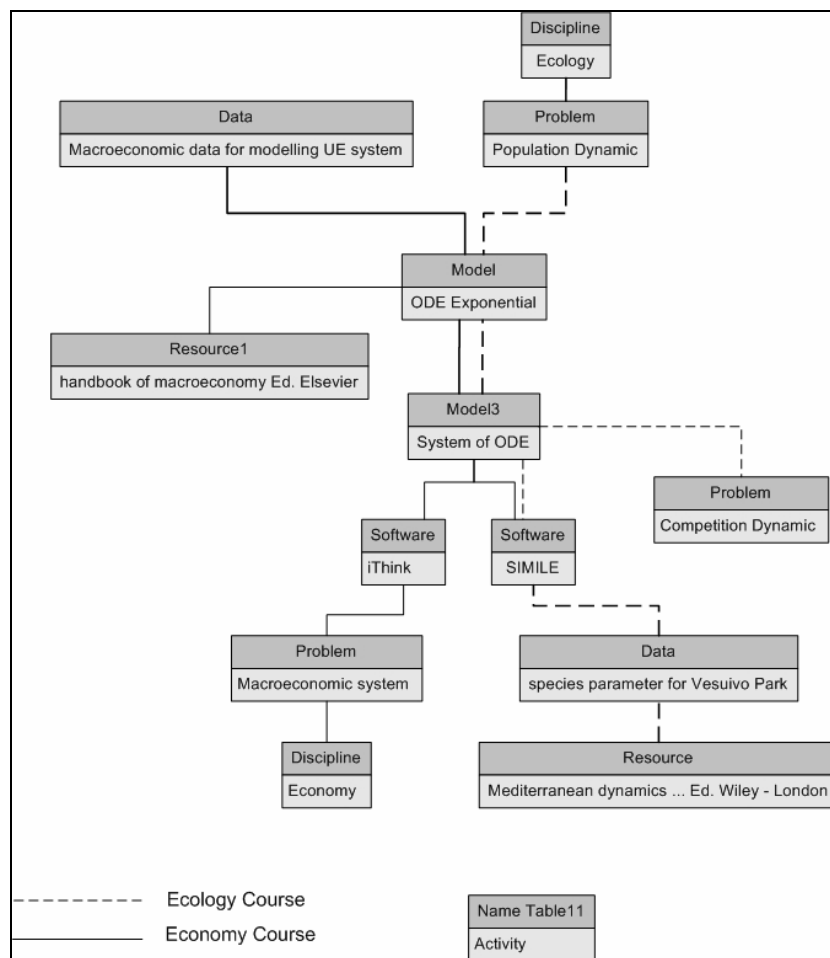 Discipline
Ecology
Data
Macroeconomic data for modelling UE system
Problem
Population Dynamic
Model
ODE Exponential
Resource1
handbook of macroeconomy Ed. Elsevier
Model3
System of ODE
Problem
Competition Dynamic
Software
iThink
Software
SIMILE
Problem
Macroeconomic system
Data
species parameter for Vesuivo Park
Discipline
Economy
Resource
Mediterranean dynamics ... Ed. Wiley - London
Ecology Course
Economy Course
Name Table11
Activity